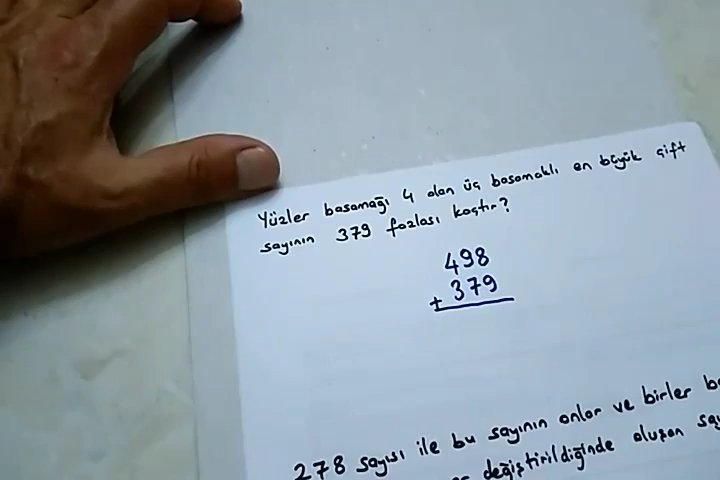 Yüzler basamağı 4 olan üç basamaklı en büyük çift
sayının 379 fazlası kaçtır?
498
+ 379
278 sayısı ile bu sayının onlar ve birler
değiştirildiğinde oluşan